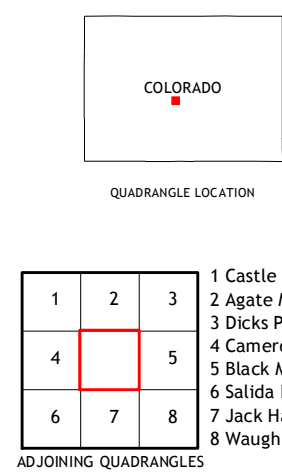 COLORADO
QUADRANGLE LOCATION
1 2 3
4 5
6 7 8
1 Castle
2 Agate
3 Dicks
4
5 Black
6 Salida
7 Jack
8 Waugh
ADJOINING QUADRANGLES